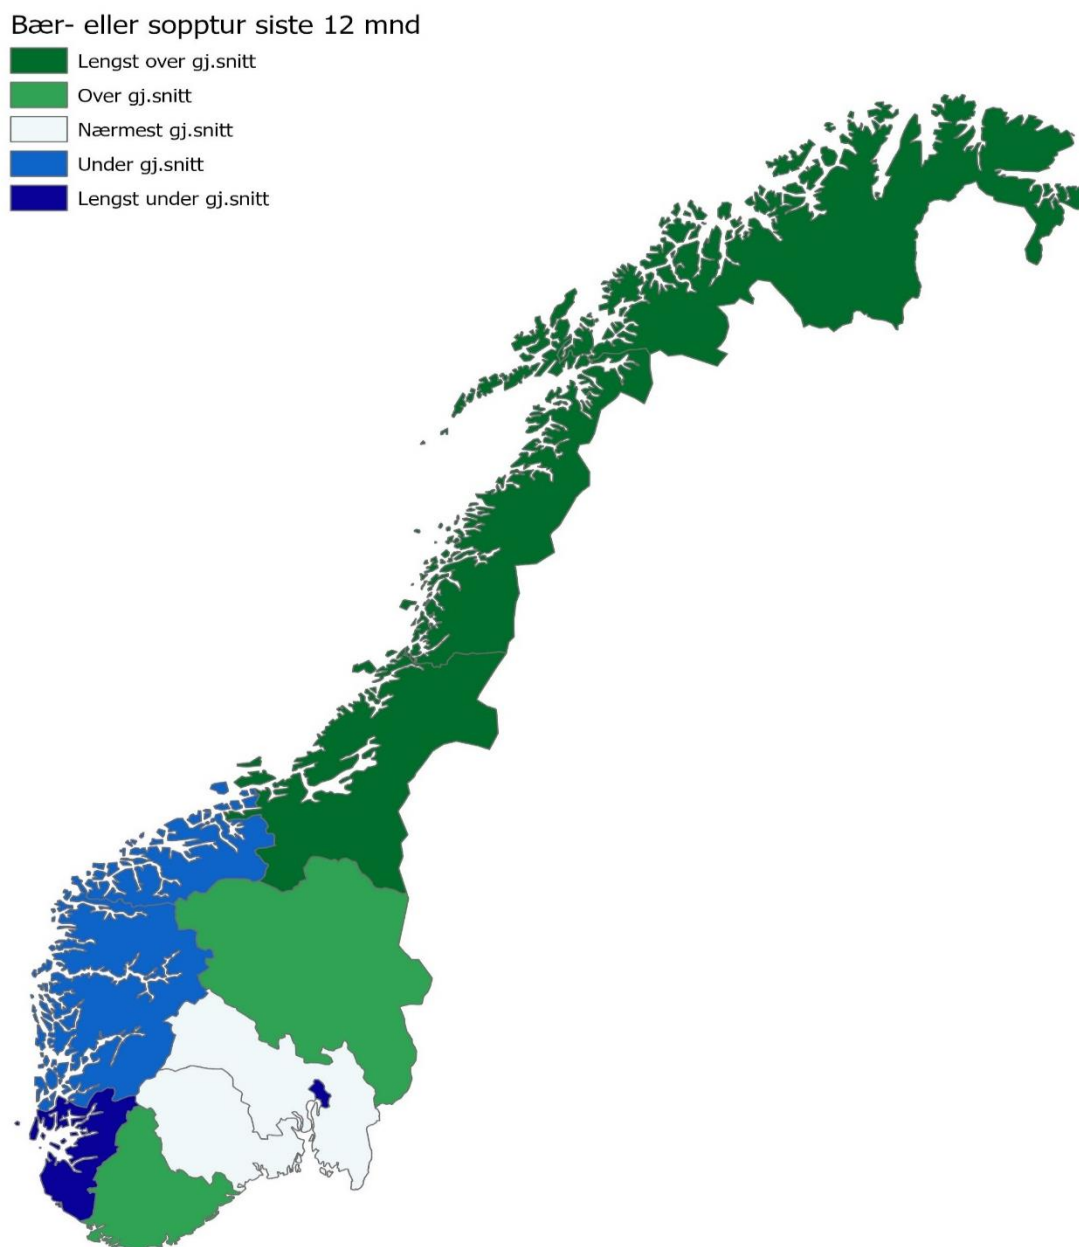 Bær- eller sopptur siste 12 mnd
Lengst over gj.snitt
Over gj.snitt
Nærmest gj.snitt
Under gj.snitt
Lengst under gj.snitt